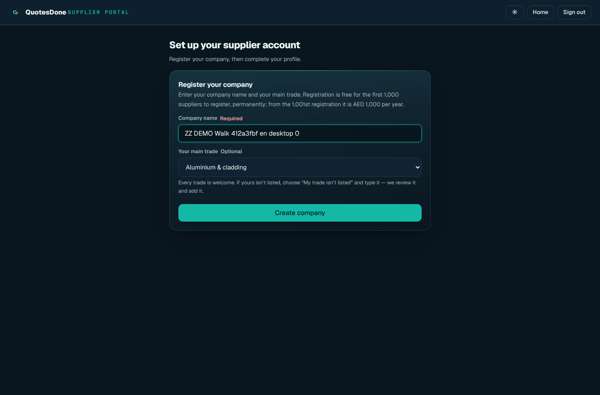 QuotesDone SUPPLIER PORTAL
Home
Sign out
Set up your supplier account
Register your company, then complete your profile.
Register your company
Enter your company name and your main trade. Registration is free for the first 1,000
suppliers to register, permanently; from the 1,001st registration it is AED 1,000 per year.
Company name Required
ZZ DEMO Walk 412a3fbf en desktop 0
Your main trade Optional
Aluminium & cladding
Every trade is welcome. If yours isn't listed, choose "My trade isn't listed" and type it — we review it
and add it.
Create company